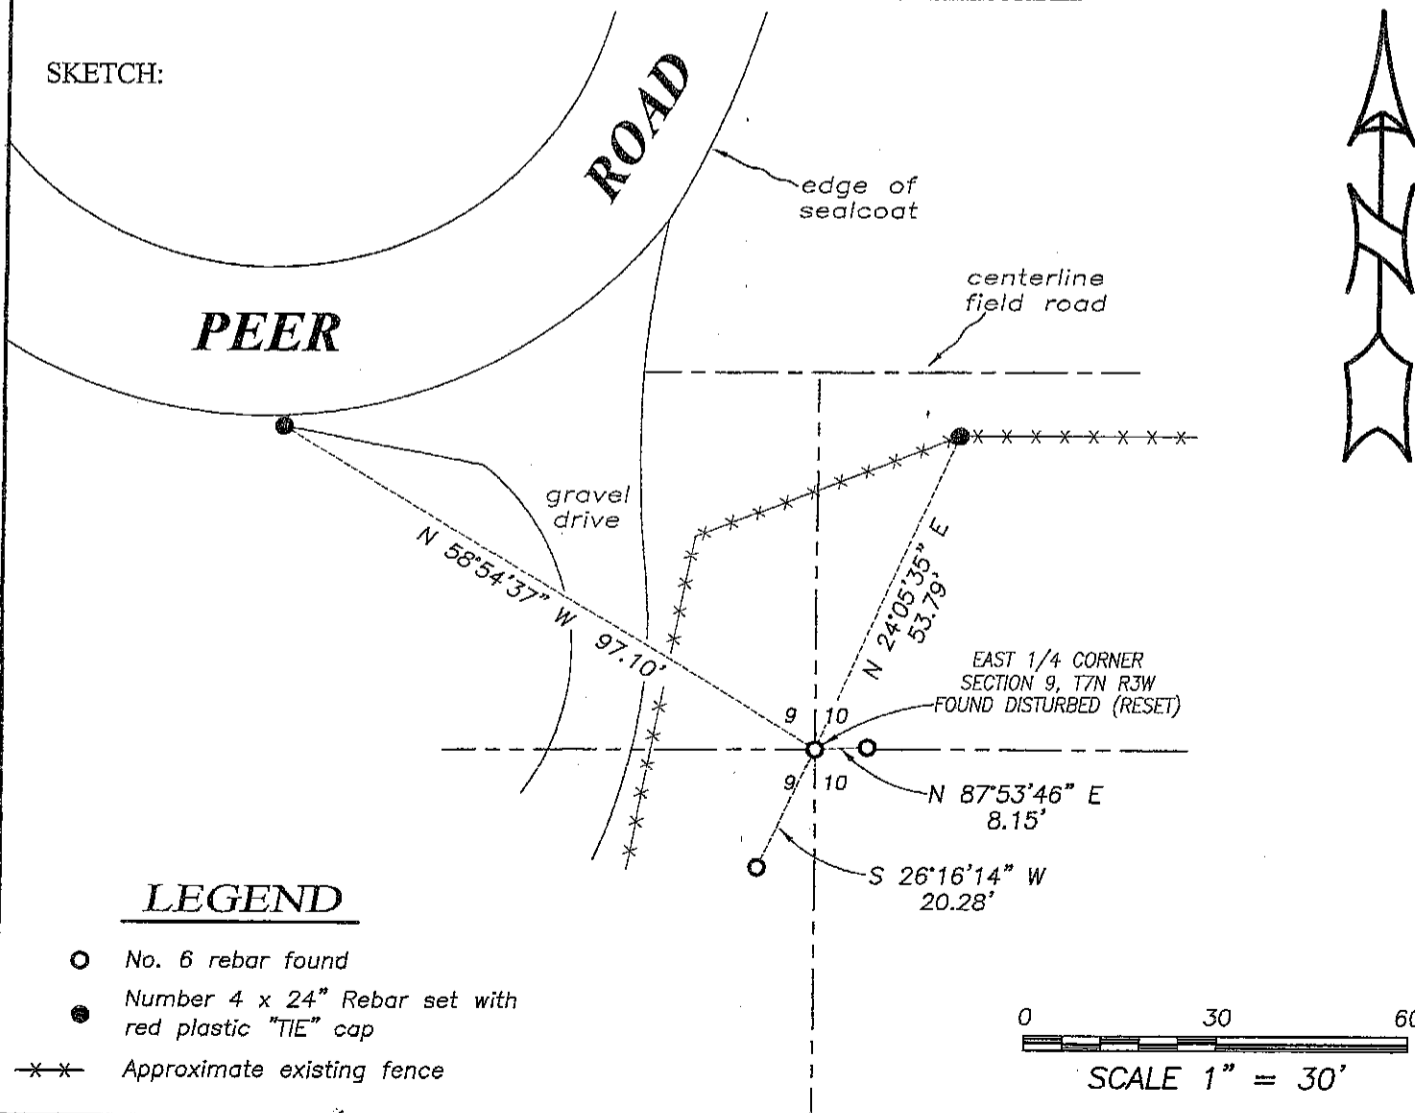 SKETCH:
ROAD
edge of
sealcoat
centerline
field road
PEER
gravel
drive
N 58°54'37" W 97.10'
N 24°05'35" E
53.79'
EAST 1/4 CORNER
SECTION 9, T7N R3W
FOUND DISTURBED (RESET)
9 10
9 10
N 87°53'46" E
8.15'
S 26°16'14" W
20.28'
LEGEND
No. 6 rebar found
Number 4 x 24" Rebar set with
red plastic "TIE" cap
Approximate existing fence
0 30 60
SCALE 1" = 30'
N